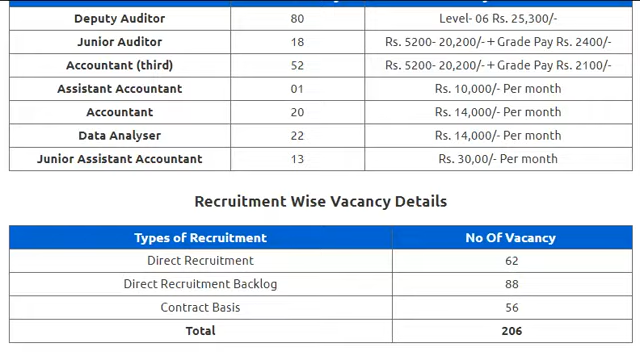 Deputy Auditor 80 Level- 06 Rs. 25,300/-
Junior Auditor 18 Rs. 5200- 20,200/-+Grade Pay Rs. 2400/-
Accountant (third) 52 Rs. 5200- 20,200/-+Grade Pay Rs. 2100/-
Assistant Accountant 01 Rs. 10,000/- Per month
Accountant 20 Rs. 14,000/- Per month
Data Analyser 22 Rs. 14,000/- Per month
Junior Assistant Accountant 13 Rs. 30,00/- Per month
Recruitment Wise Vacancy Details
Types of Recruitment No Of Vacancy
Direct Recruitment 62
Direct Recruitment Backlog 88
Contract Basis 56
Total 206